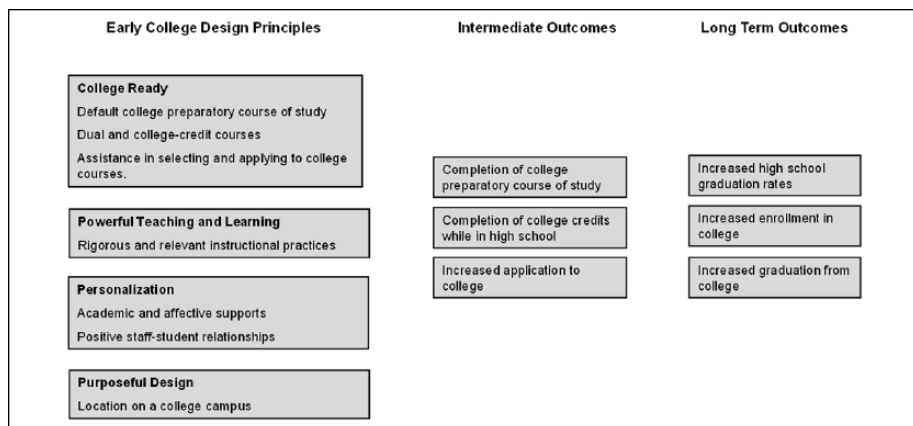 Early College Design Principles
Intermediate Outcomes
Long Term Outcomes
College Ready
Default college preparatory course of study
Dual and college-credit courses
Assistance in selecting and applying to college
courses.
Powerful Teaching and Learning
Rigorous and relevant instructional practices
Personalization
Academic and affective supports
Positive staff-student relationships
Purposeful Design
Location on a college campus
Completion of college
preparatory course of study
Completion of college credits
while in high school
Increased application to
college
Increased high school
graduation rates
Increased enrollment in
college
Increased graduation from
college